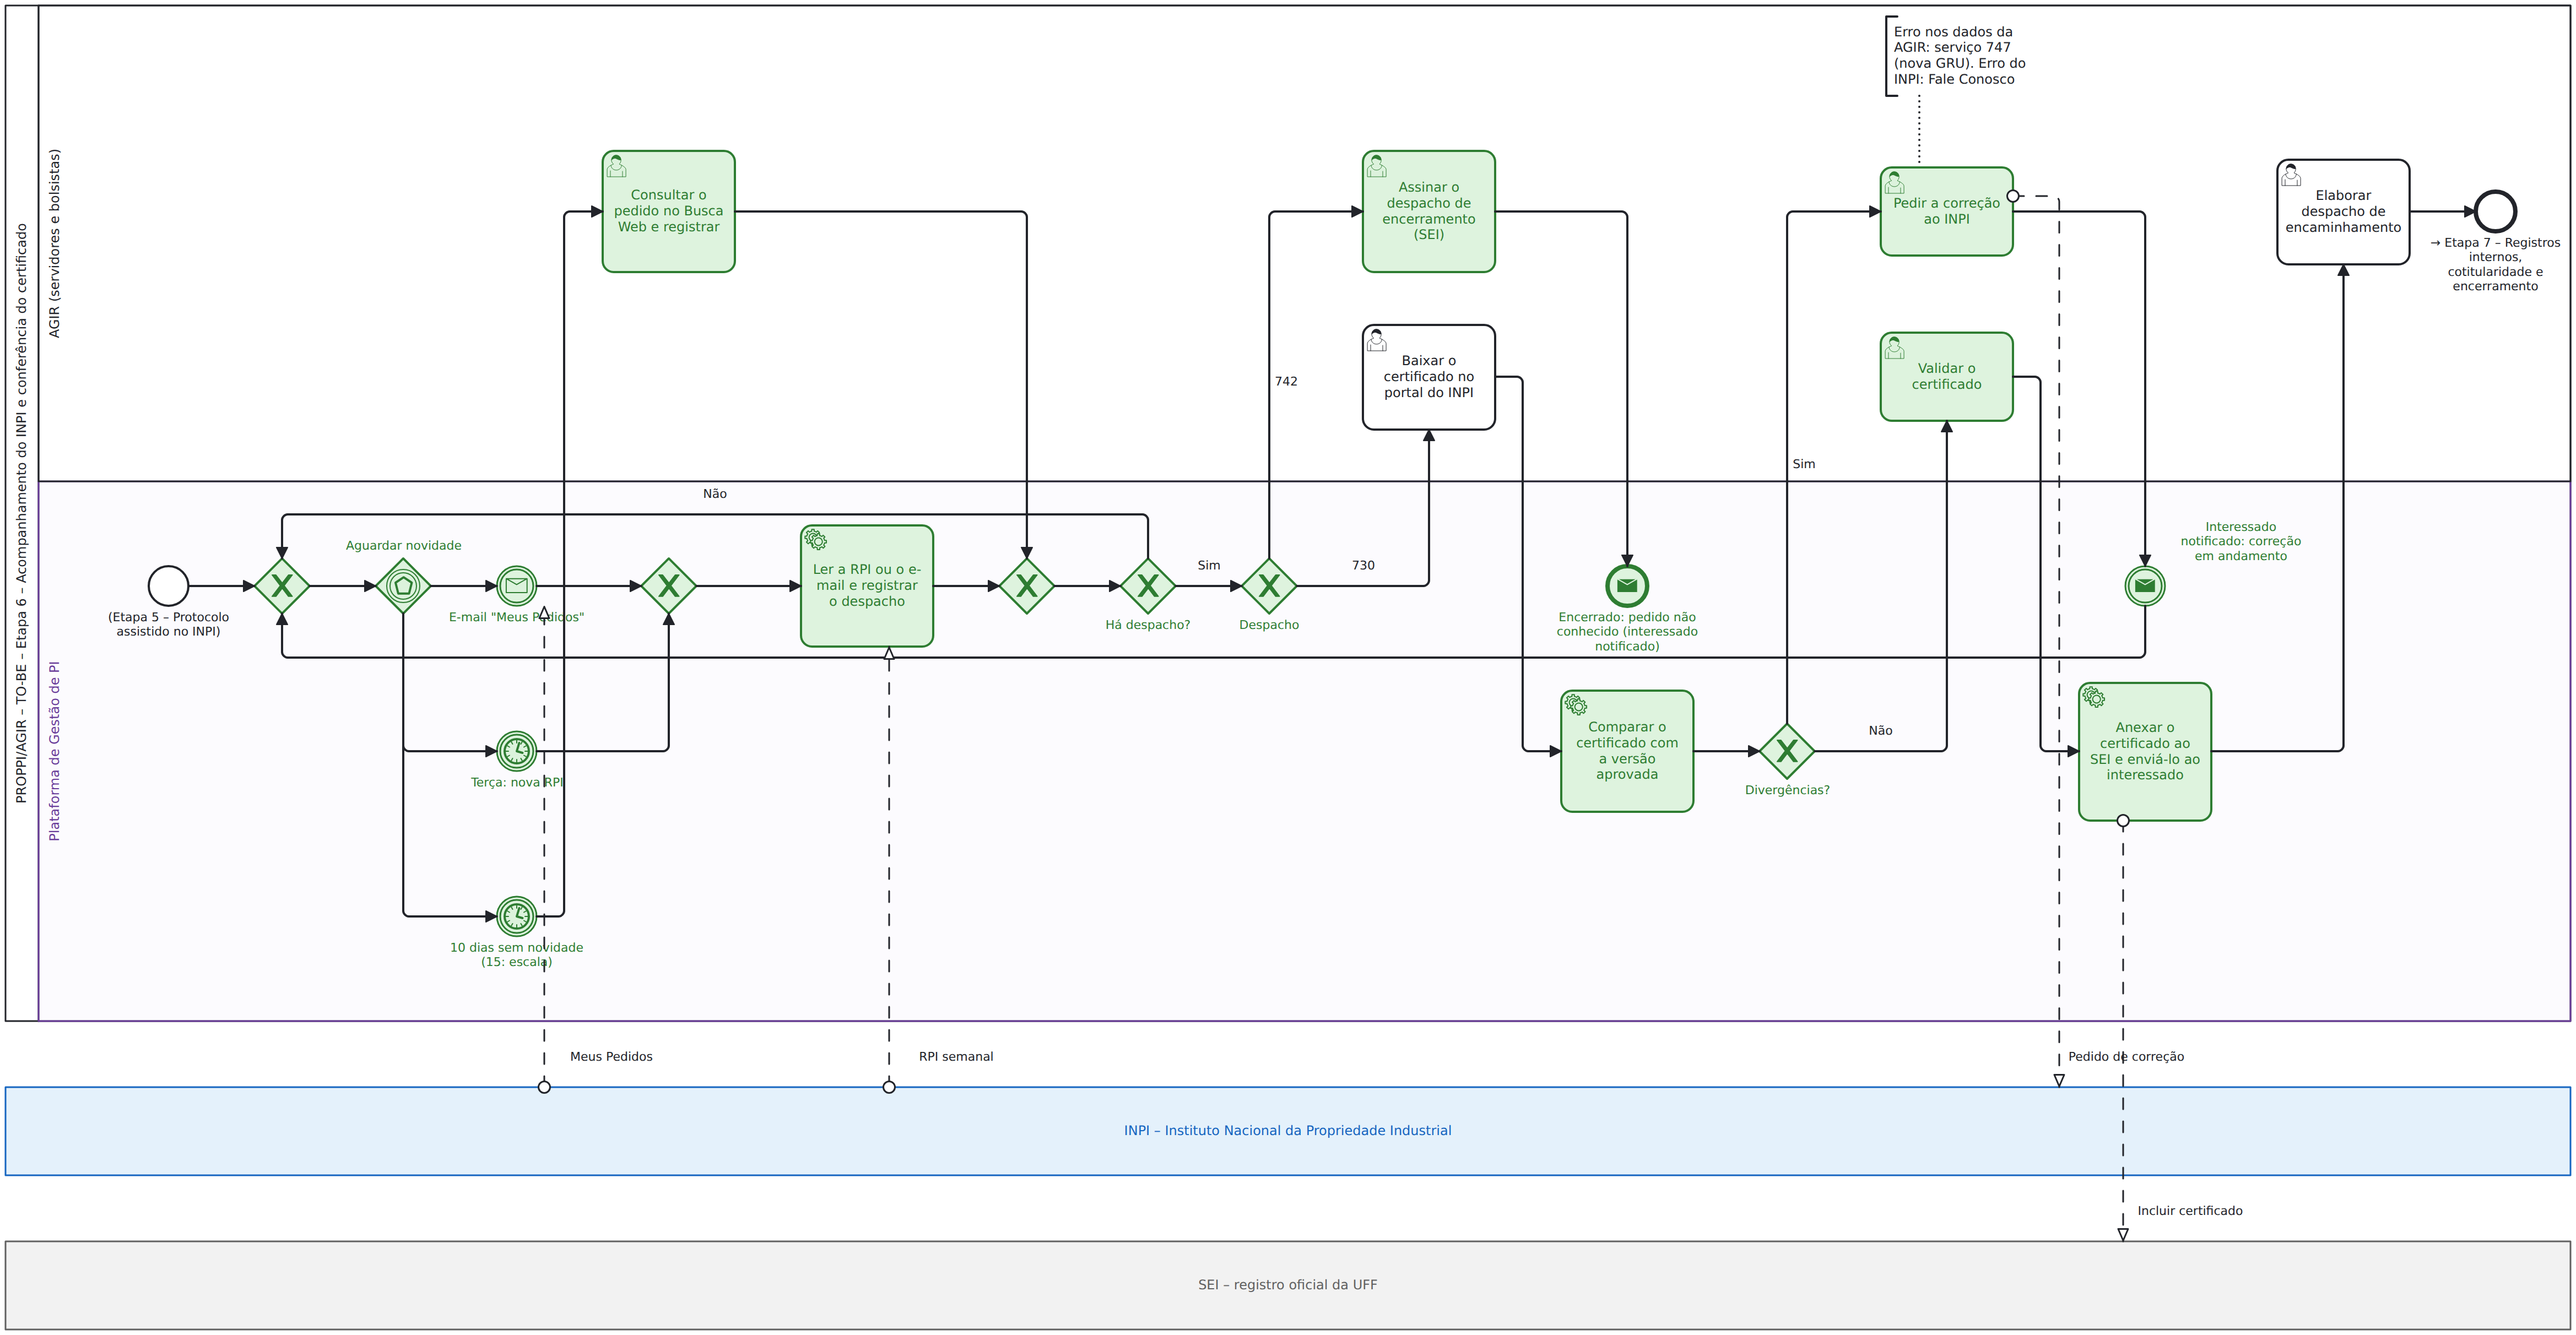 PROPPI/AGIR – TO-BE – Etapa 6 – Acompanhamento do INPI e conferência do certificado
AGIR (servidores e bolsistas)
Erro nos dados da
AGIR: serviço 747
(nova GRU). Erro do
INPI: Fale Conosco
Consultar o
pedido no Busca
Web e registrar
Assinar o
despacho de
encerramento
(SEI)
Pedir a correção
ao INPI
Elaborar
despacho de
encaminhamento
→ Etapa 7 – Registros
internos,
cotitularidade e
encerramento
Baixar o
certificado no
portal do INPI
Validar o
certificado
742
Sim
Plataforma de Gestão de PI
Não
Aguardar novidade
(Etapa 5 – Protocolo
assistido no INPI)
E-mail "Meus Pedidos"
Ler a RPI ou o e-
mail e registrar
o despacho
Há despacho?
Sim
Despacho
730
Encerrado: pedido não
conhecido (interessado
notificado)
Interessado
notificado: correção
em andamento
Terça: nova RPI
Comparar o
certificado com
a versão
aprovada
Divergências?
Não
Anexar o
certificado ao
SEI e enviá-lo ao
interessado
10 dias sem novidade
(15: escala)
Meus Pedidos
RPI semanal
Pedido de correção
INPI – Instituto Nacional da Propriedade Industrial
Incluir certificado
SEI – registro oficial da UFF